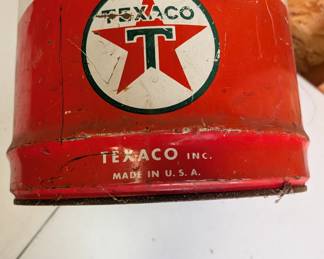 TEXACO
T
TEXACO INC.
MADE IN U. S. A.